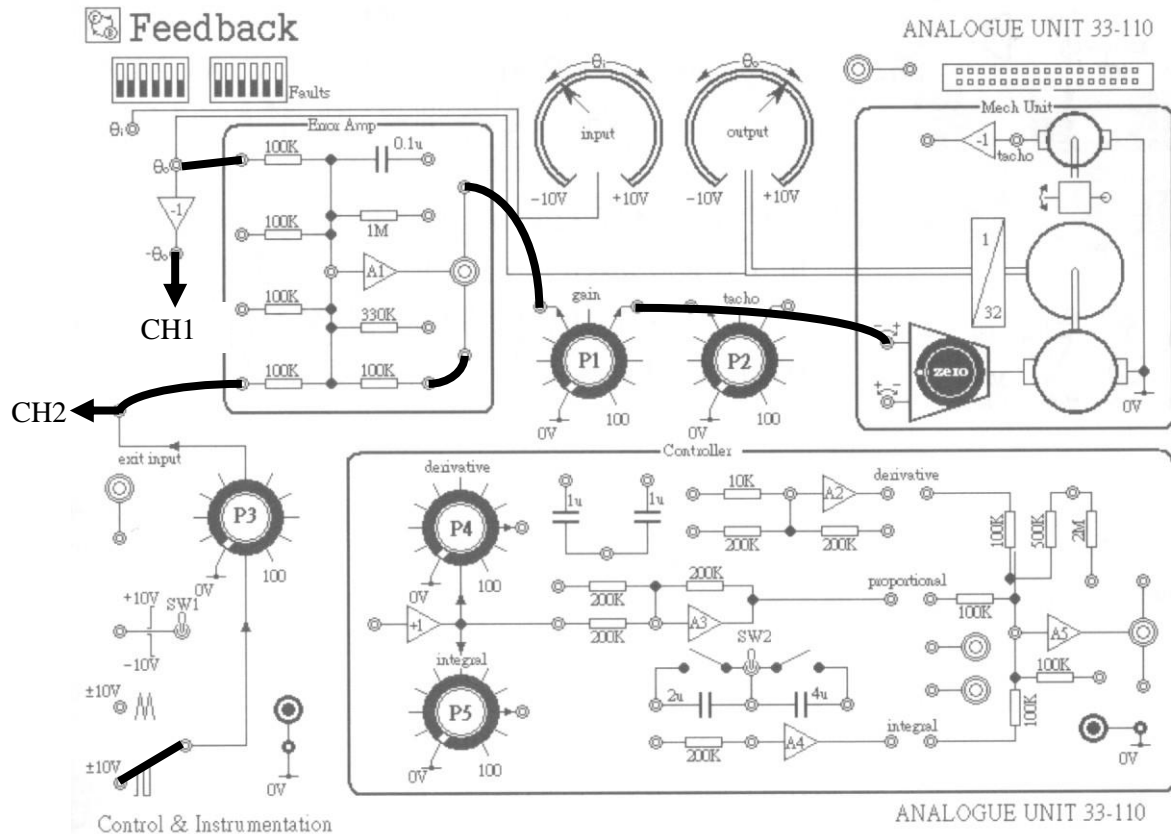 Feedback
ANALOGUE UNIT 33-110
Faults
θi
θo
θi
θo
Mech Unit
Error Amp
100K
0.1u
input
output
-1
tacho
θo
-10V
+10V
-10V
+10V
-1
100K
1M
-θo
A1
1
32
CH1
100K
330K
gain
tacho
- +
P1
P2
zero
100K
100K
+ -
0V
100
0V
100
0V
CH2
exit input
Controller
derivative
derivative
P3
P4
1u
1u
10K
A2
100K
500K
2M
200K
200K
0V
100
0V
100
200K
200K
proportional
+10V
SW1
+1
200K
A3
100K
A5
-10V
integral
SW2
100K
±10V
P5
2u
4u
100K
±10V
0V
0V
100
200K
A4
integral
0V
Control & Instrumentation
ANALOGUE UNIT 33-110